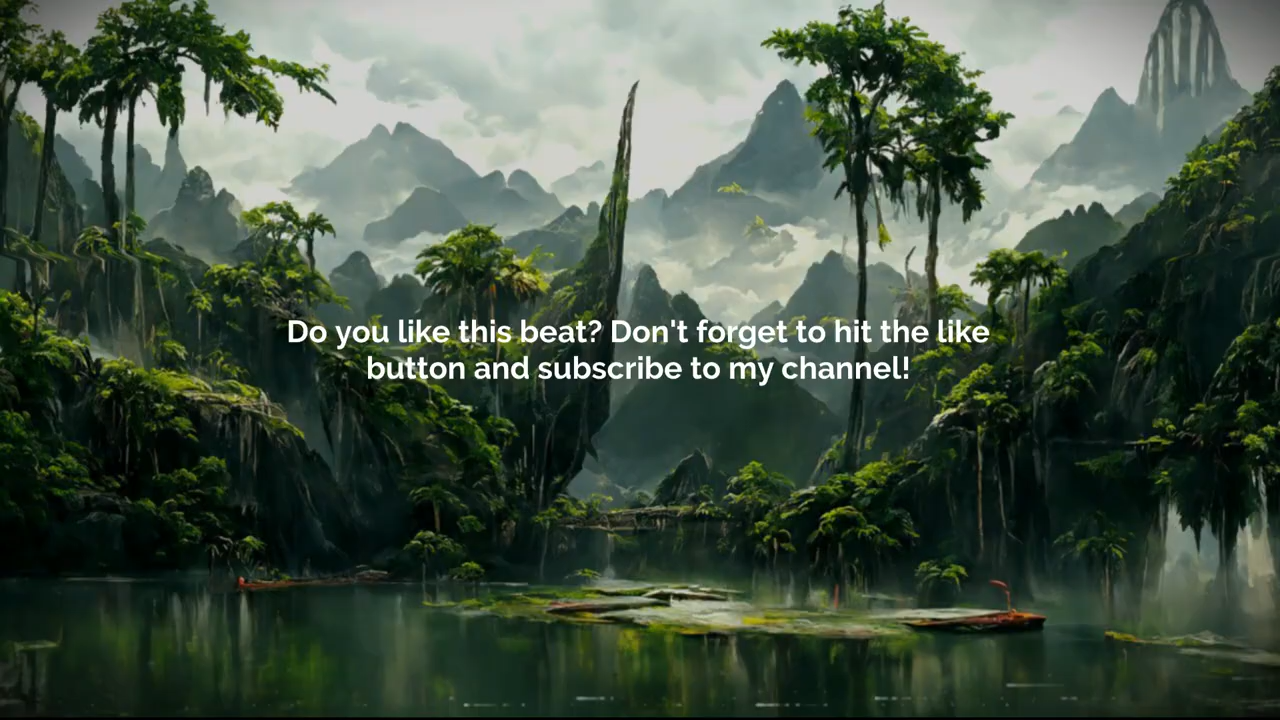 Do you like this beat? Don't forget to hit the like
button and subscribe to my channel!